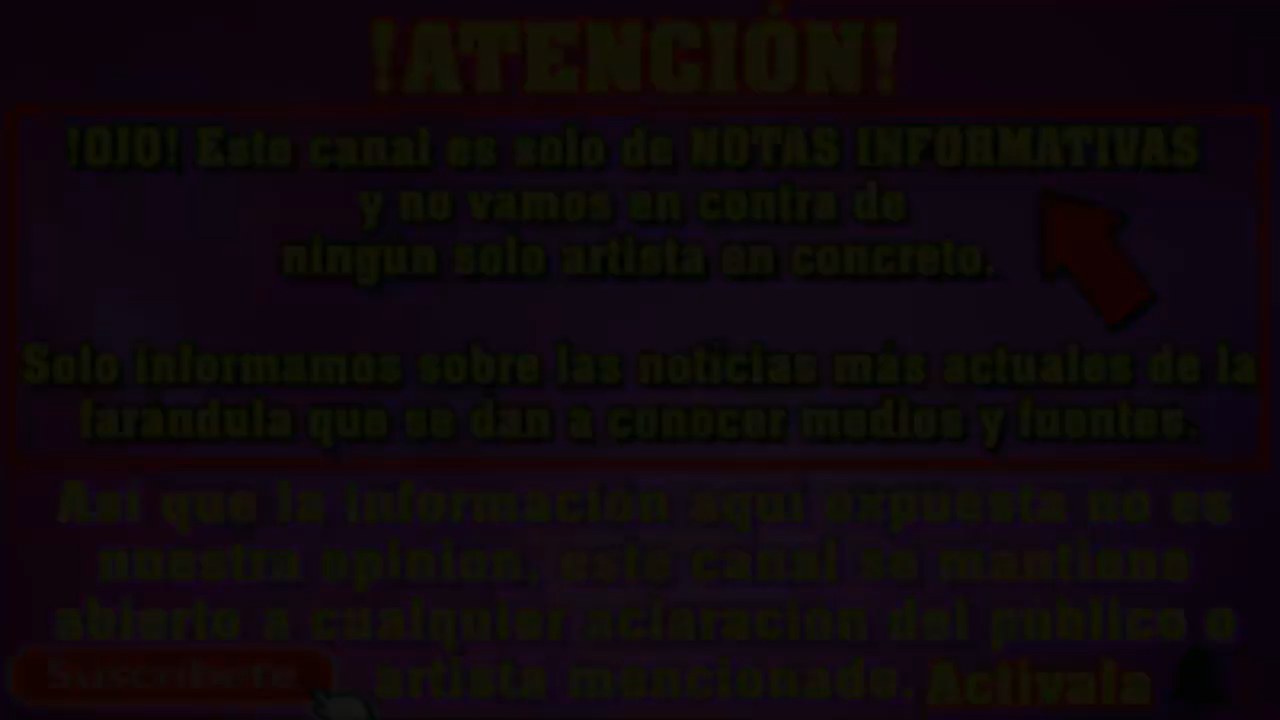 !ATENCIÓN!
!OJO! Este canal es solo de NOTAS INFORMATIVAS
y no vamos en contra de
ningun solo artista en concreto.
Solo informamos sobre las noticias más actuales de la
farandula que se dan a conocer medios y fuentes.
Asi que la información aqui expuesta no es
nuestra opinion, este canal se mantiene
abierto a cualquier aclaracion del publico o
artista mencionado. Activala
Suscribete